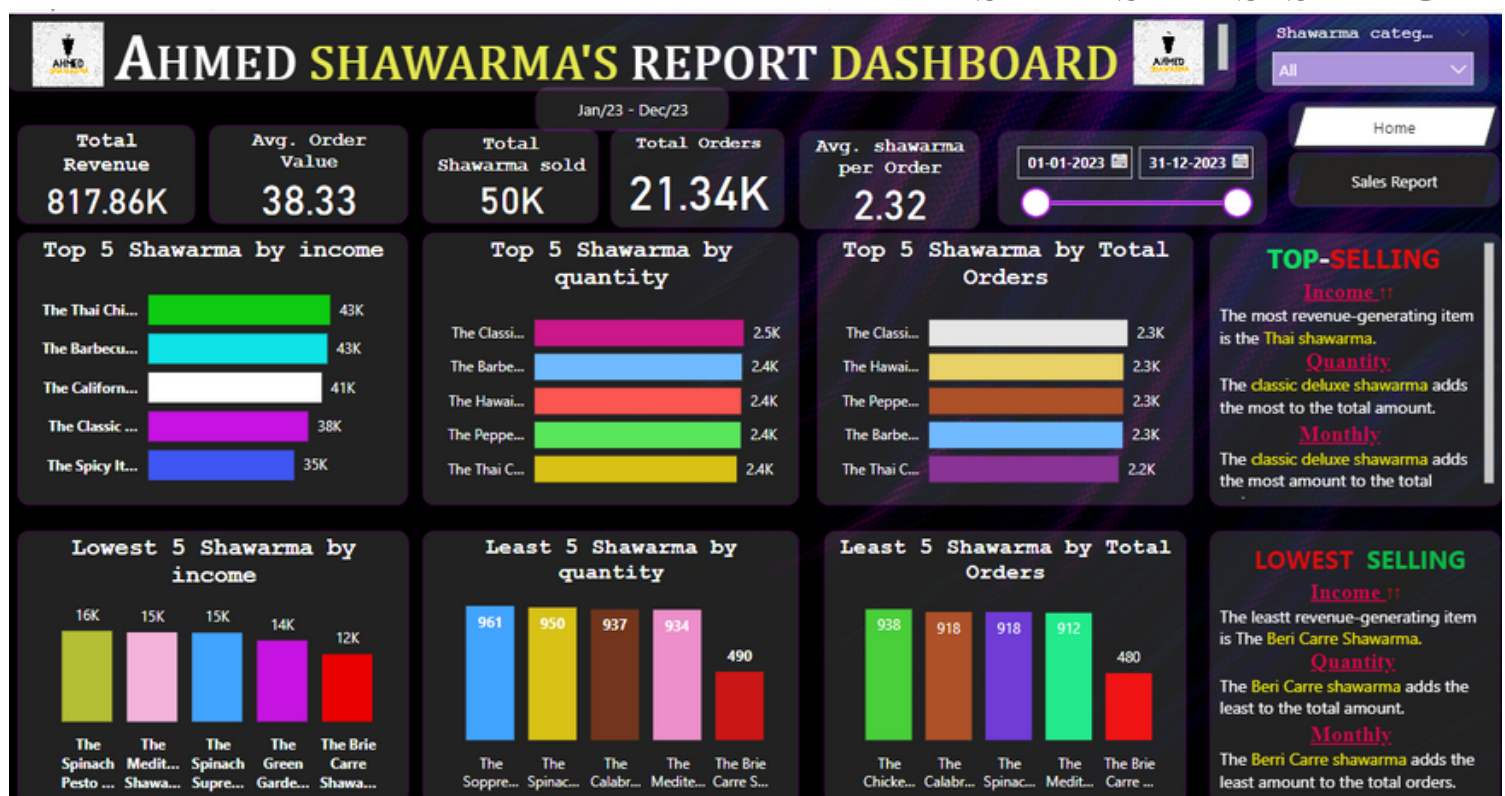 AHMED SHAWARMA'S REPORT DASHBOARD
AHMED
AHMED
Shawarma categ...
All
Jan/23 - Dec/23
Home
Sales Report
Total
Revenue
817.86K
Avg. Order
Value
38.33
Total
Shawarma sold
50K
Total Orders
21.34K
Avg. shawarma
per Order
2.32
01-01-2023
31-12-2023
Top 5 Shawarma by income
The Thai Chi... 43K
The Barbecu... 43K
The Californ... 41K
The Classic ... 38K
The Spicy It... 35K
Top 5 Shawarma by
quantity
The Classi... 2.5K
The Barbe... 2.4K
The Hawai... 2.4K
The Peppe... 2.4K
The Thai C... 2.4K
Top 5 Shawarma by Total
Orders
The Classi... 2.3K
The Hawai... 2.3K
The Peppe... 2.3K
The Barbe... 2.3K
The Thai C... 2.2K
TOP-SELLING
Income ↑↑
The most revenue-generating item
is the Thai shawarma.
Quantity
The classic deluxe shawarma adds
the most to the total amount.
Monthly
The classic deluxe shawarma adds
the most amount to the total
Lowest 5 Shawarma by
income
16K 15K 15K 14K 12K
The The The The The Brie
Spinach Medit... Spinach Green Carre
Pesto ... Shawa... Supre... Garde... Shawa...
Least 5 Shawarma by
quantity
961 950 937 934 490
The The The The The Brie
Soppre... Spinac... Calabr... Medite... Carre S...
Least 5 Shawarma by Total
Orders
938 918 918 912 480
The The The The The Brie
Chicke... Calabr... Spinac... Medit... Carre ...
LOWEST SELLING
Income ↑↑
The leastt revenue-generating item
is The Beri Carre Shawarma.
Quantity
The Beri Carre shawarma adds the
least to the total amount.
Monthly
The Berri Carre shawarma adds the
least amount to the total orders.